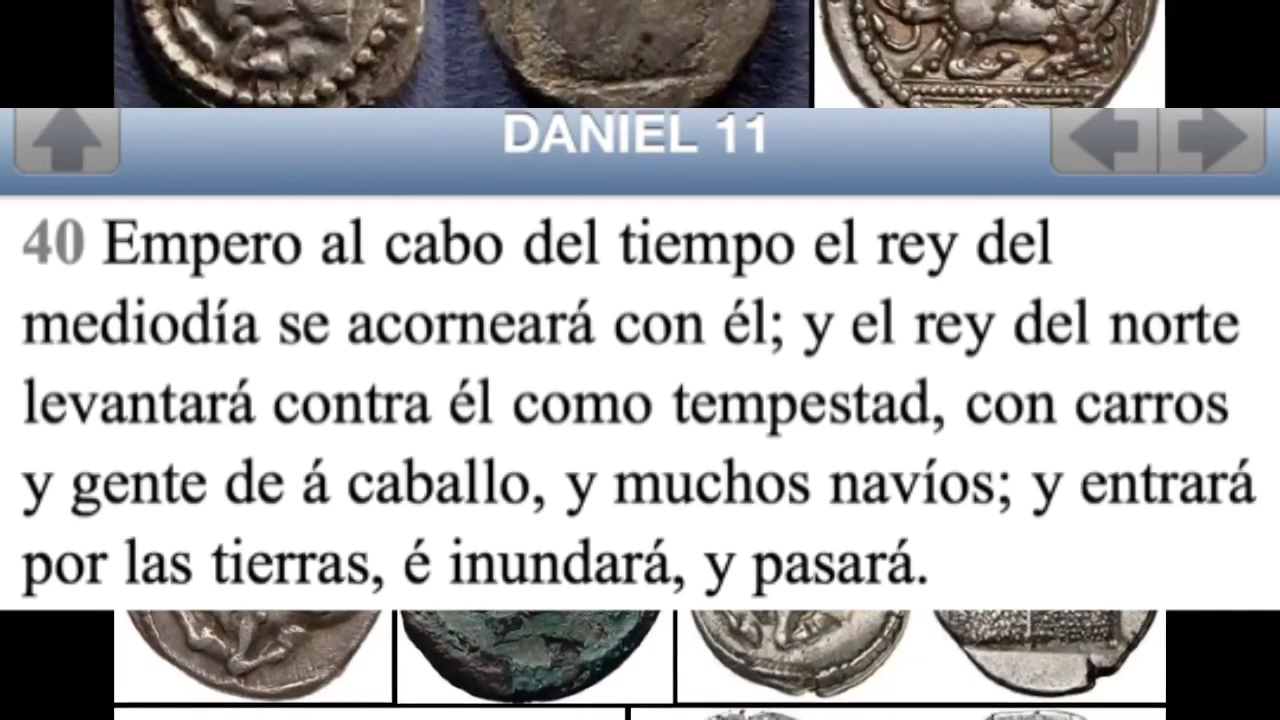 DANIEL 11
40 Empero al cabo del tiempo el rey del
mediodía se acorneará con él; y el rey del norte
levantará contra él como tempestad, con carros
y gente de á caballo, y muchos navíos; y entrará
por las tierras, é inundará, y pasará.